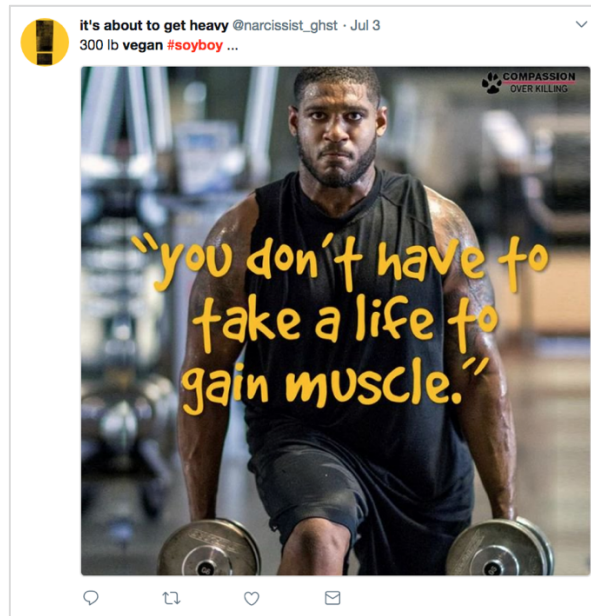 it's about to get heavy @narcissist_ghst · Jul 3
300 lb vegan #soyboy ...
COMPASSION
OVER KILLING
"you don't have to
take a life to
gain muscle."